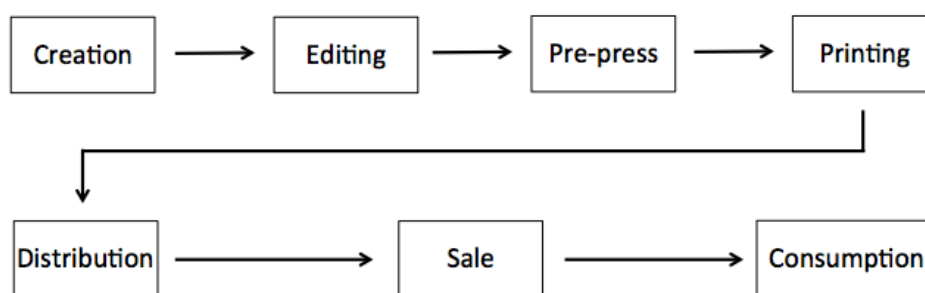 Creation
Editing
Pre-press
Printing
Distribution
Sale
Consumption